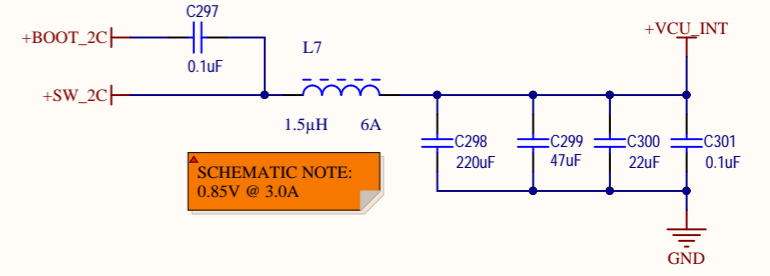 C297
+BOOT_2C
0.1uF
L7
+VCU_INT
+SW_2C
1.5µH 6A
C298
220uF
C299
47uF
C300
22uF
C301
0.1uF
SCHEMATIC NOTE:
0.85V @ 3.0A
GND